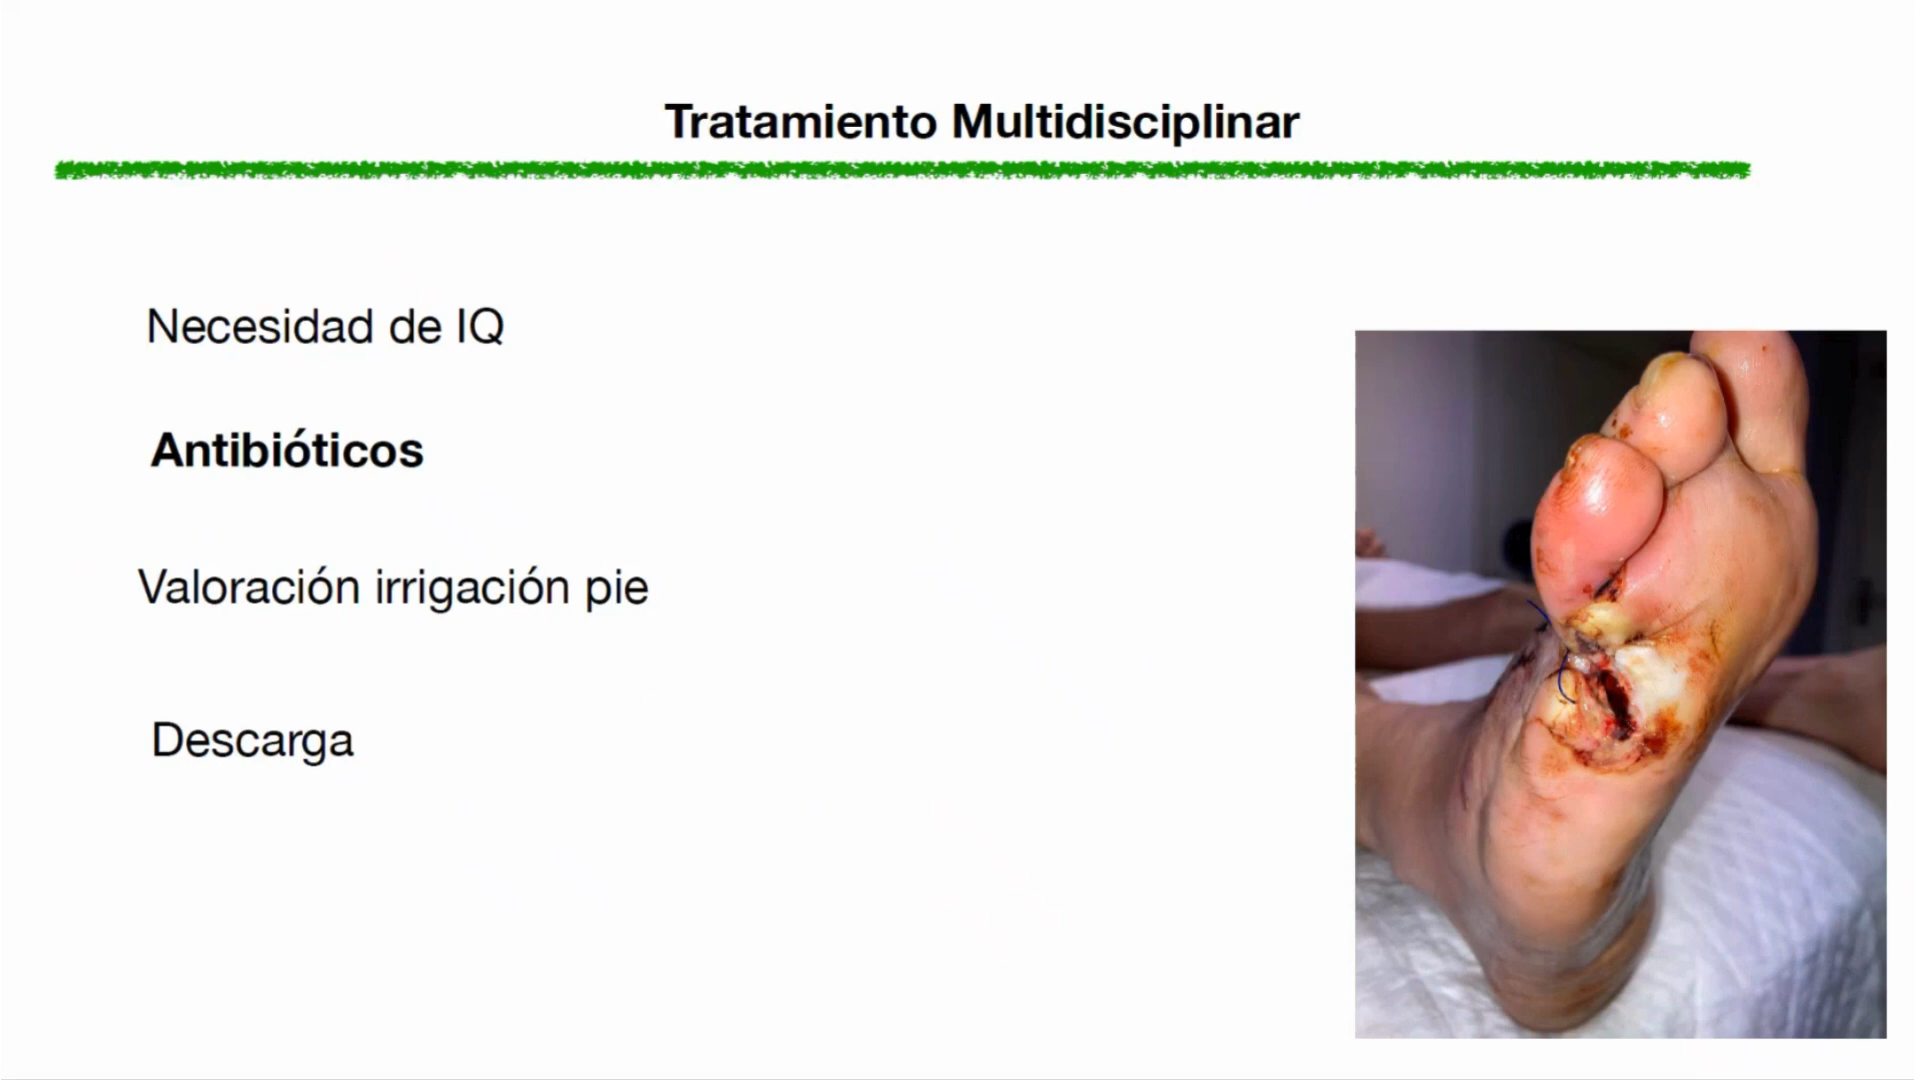 Tratamiento Multidisciplinar
Necesidad de IQ
Antibióticos
Valoración irrigación pie
Descarga